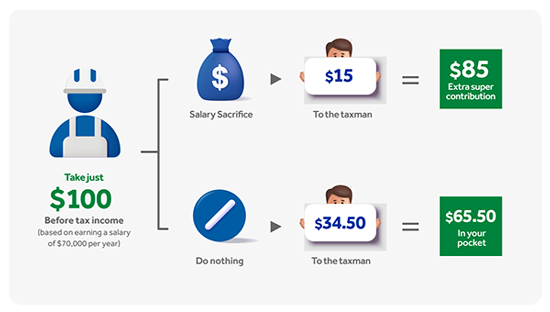 Take just
$100
Before tax income
(based on earning a salary
of $70,000 per year)
$
Salary Sacrifice
$15
To the taxman
=
$85
Extra super
contribution
Do nothing
$34.50
To the taxman
=
$65.50
In your
pocket